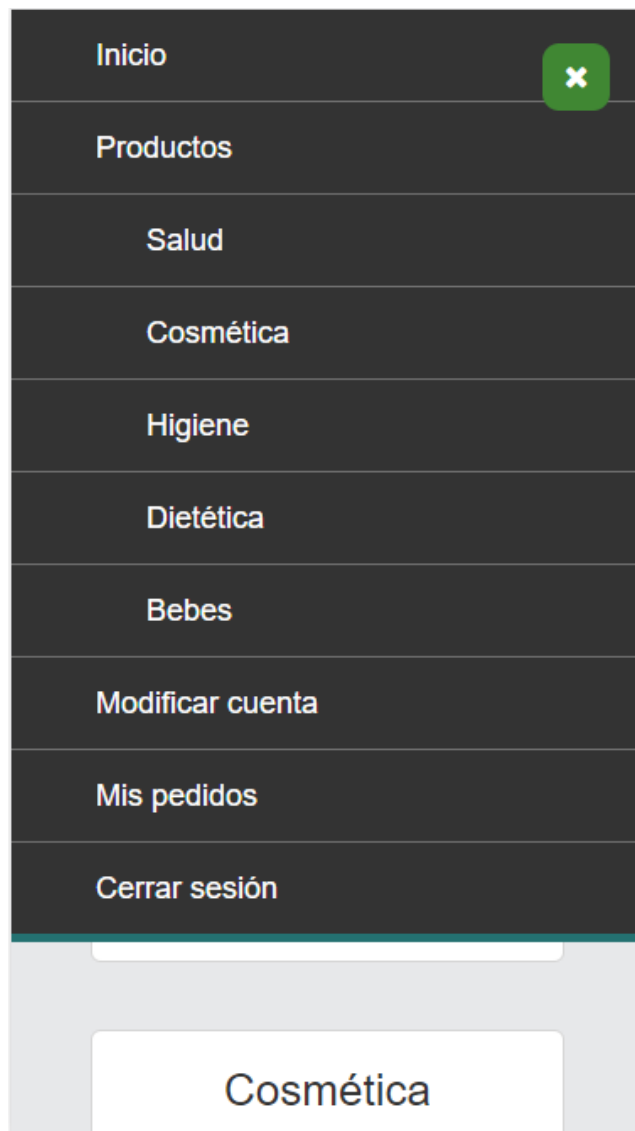 Inicio
Productos
Salud
Cosmética
Higiene
Dietética
Bebes
Modificar cuenta
Mis pedidos
Cerrar sesión
Cosmética